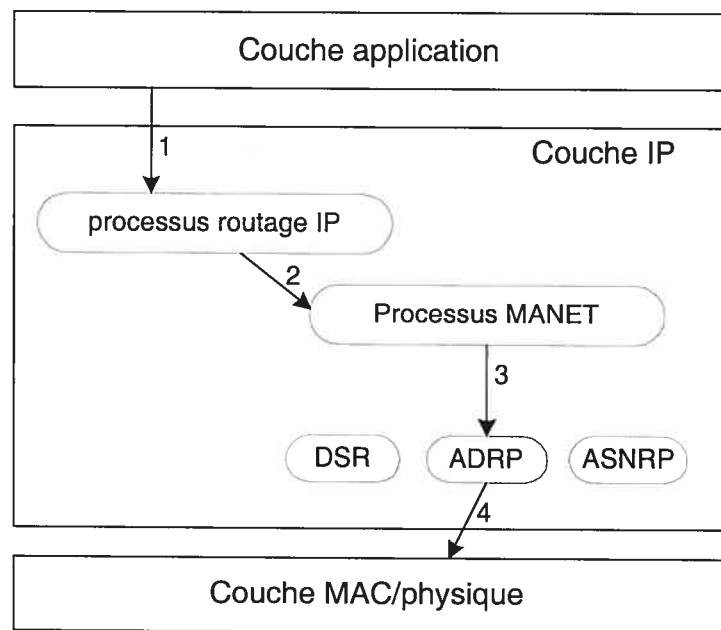 Couche application
1
Couche IP
processus routage IP
2
Processus MANET
3
DSR
ADRP
ASNRP
4
Couche MAC/physique